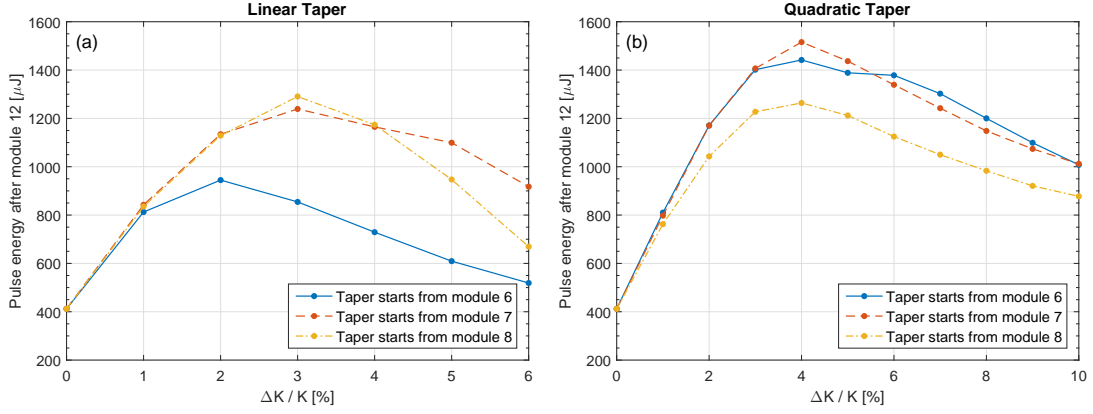 Linear Taper
(a)
Pulse energy after module 12 [μJ]
1600
1400
1200
1000
800
600
400
200
0 1 2 3 4 5 6
ΔK / K [%]
Taper starts from module 6
Taper starts from module 7
Taper starts from module 8
Quadratic Taper
(b)
Pulse energy after module 12 [μJ]
1600
1400
1200
1000
800
600
400
200
0 2 4 6 8 10
ΔK / K [%]
Taper starts from module 6
Taper starts from module 7
Taper starts from module 8